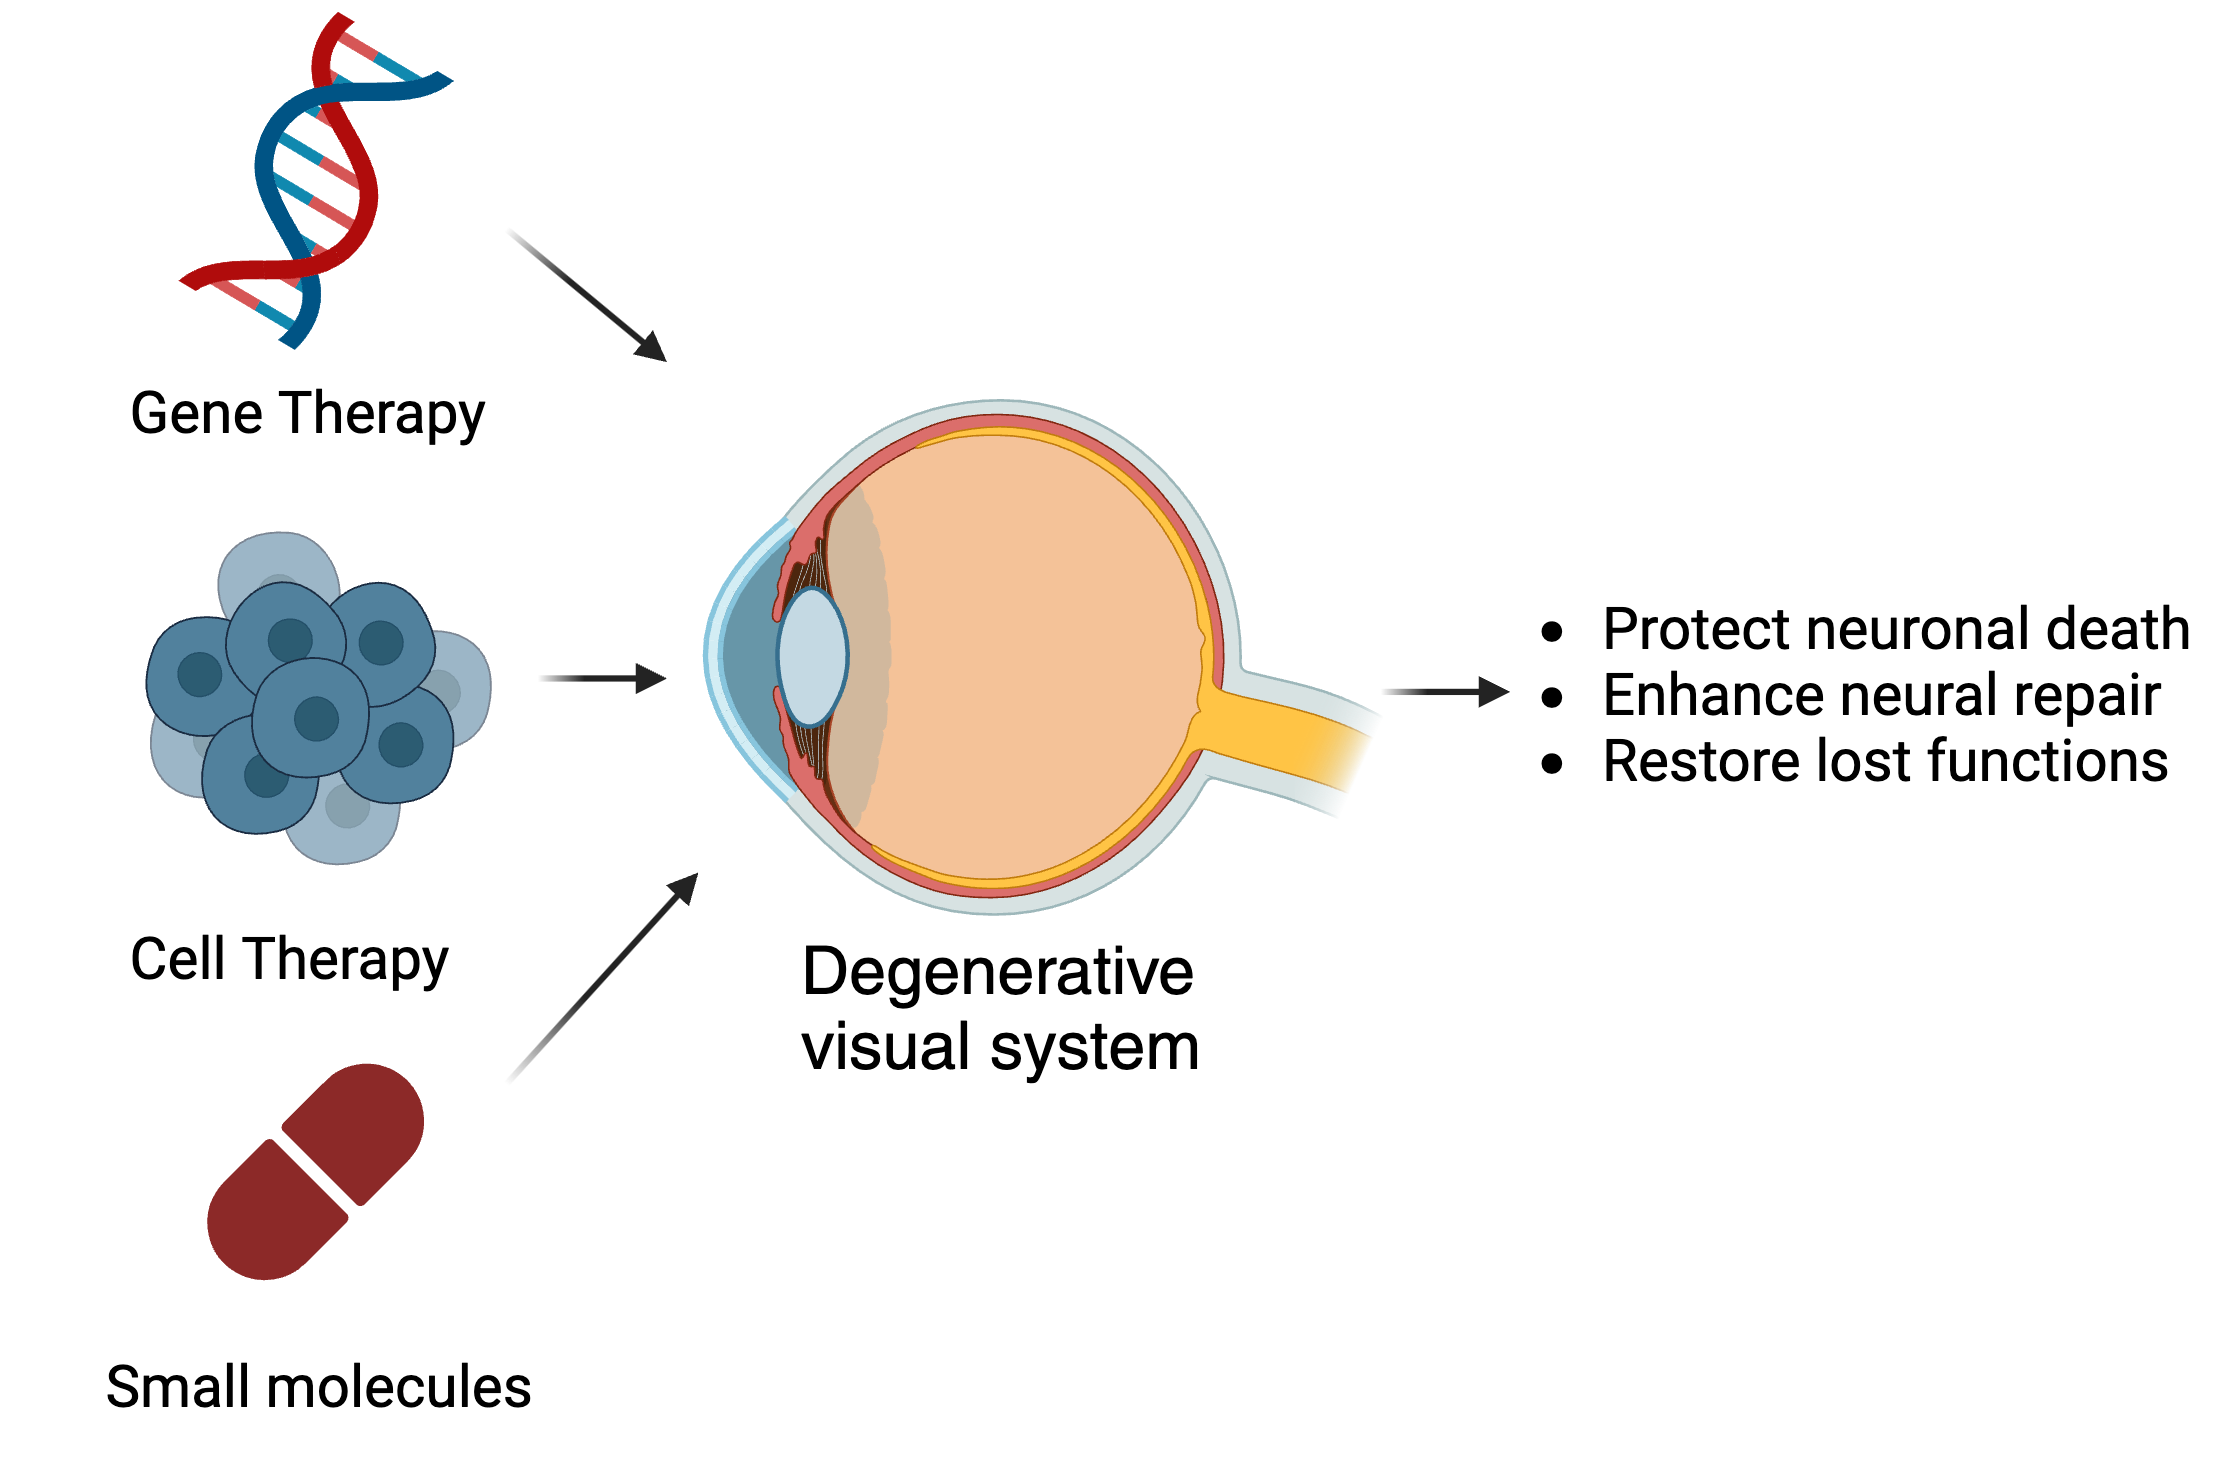 Gene Therapy
Cell Therapy
Small molecules
Degenerative
visual system
• Protect neuronal death
• Enhance neural repair
• Restore lost functions